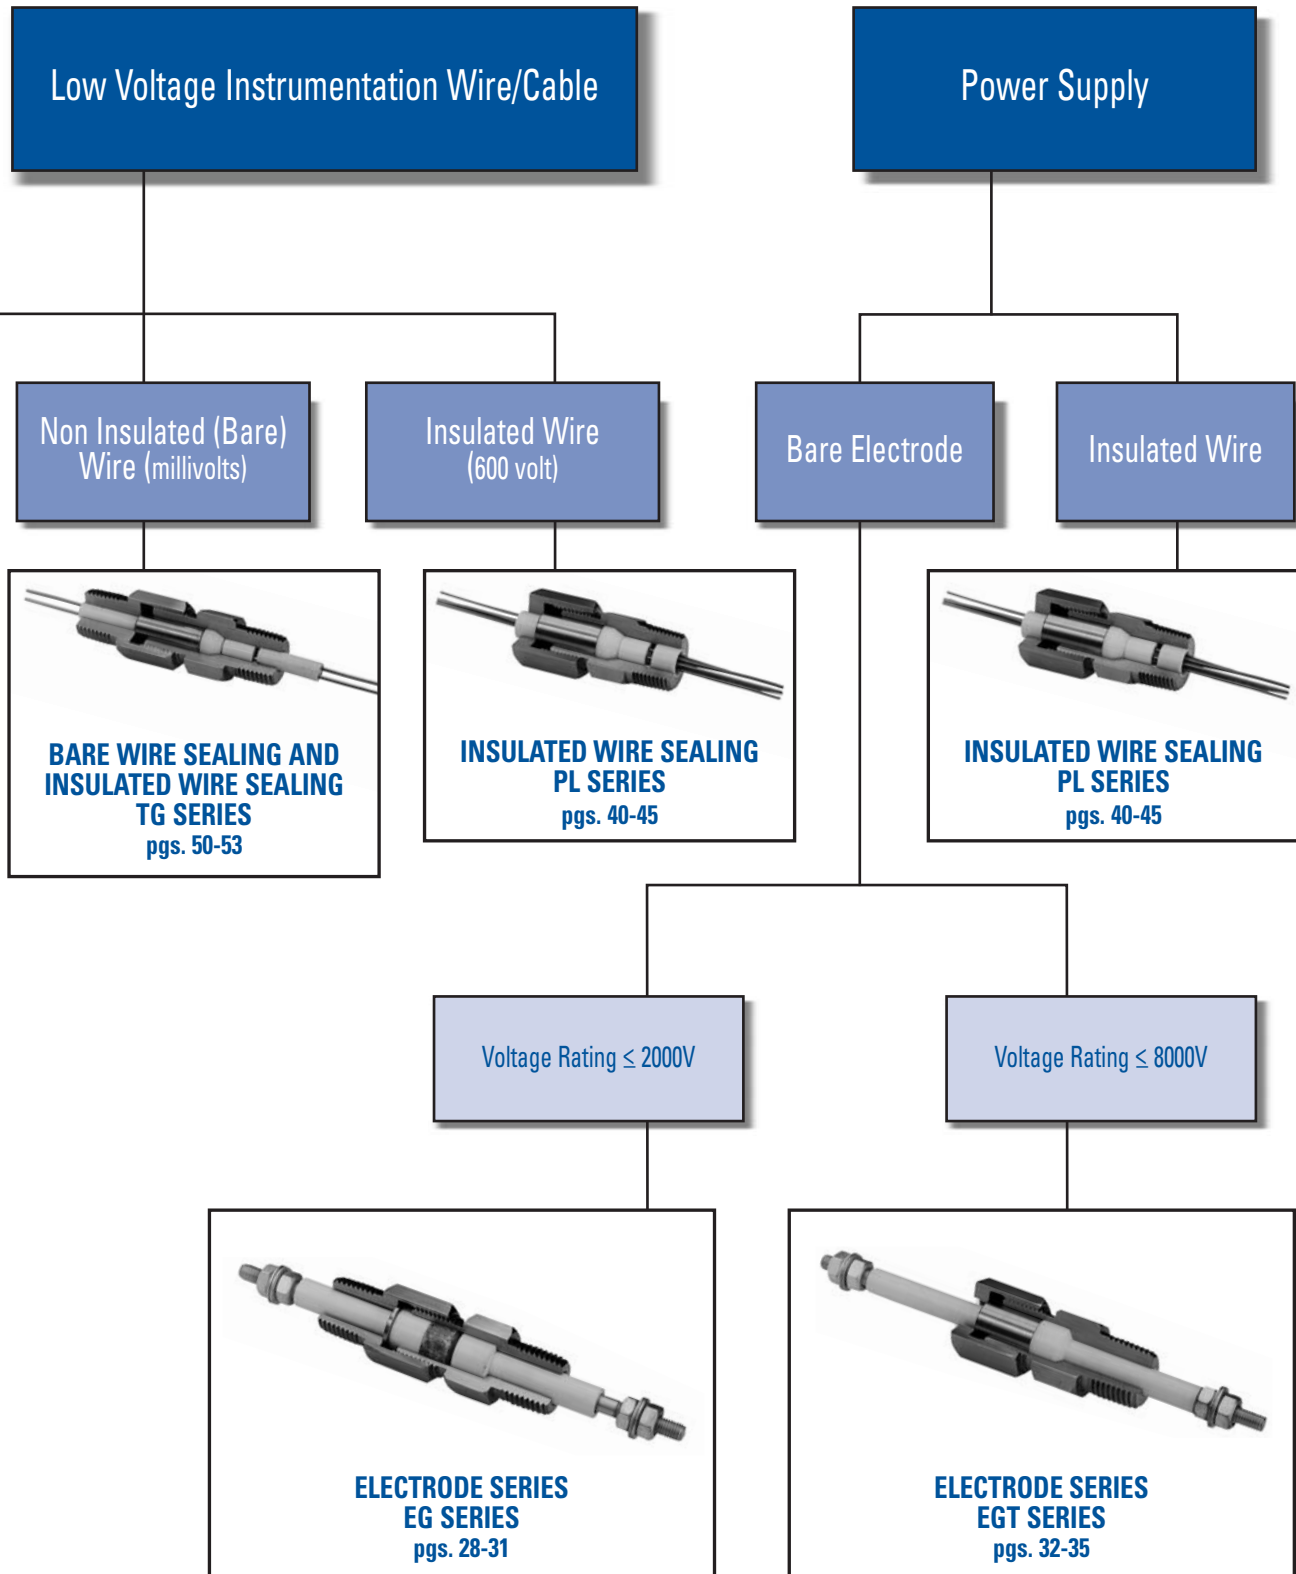 Low Voltage Instrumentation Wire/Cable
Power Supply
Non Insulated (Bare)
Wire (millivolts)
Insulated Wire
(600 volt)
Bare Electrode
Insulated Wire
BARE WIRE SEALING AND
INSULATED WIRE SEALING
TG SERIES
pgs. 50-53
INSULATED WIRE SEALING
PL SERIES
pgs. 40-45
INSULATED WIRE SEALING
PL SERIES
pgs. 40-45
Voltage Rating ≤ 2000V
Voltage Rating ≤ 8000V
ELECTRODE SERIES
EG SERIES
pgs. 28-31
ELECTRODE SERIES
EGT SERIES
pgs. 32-35